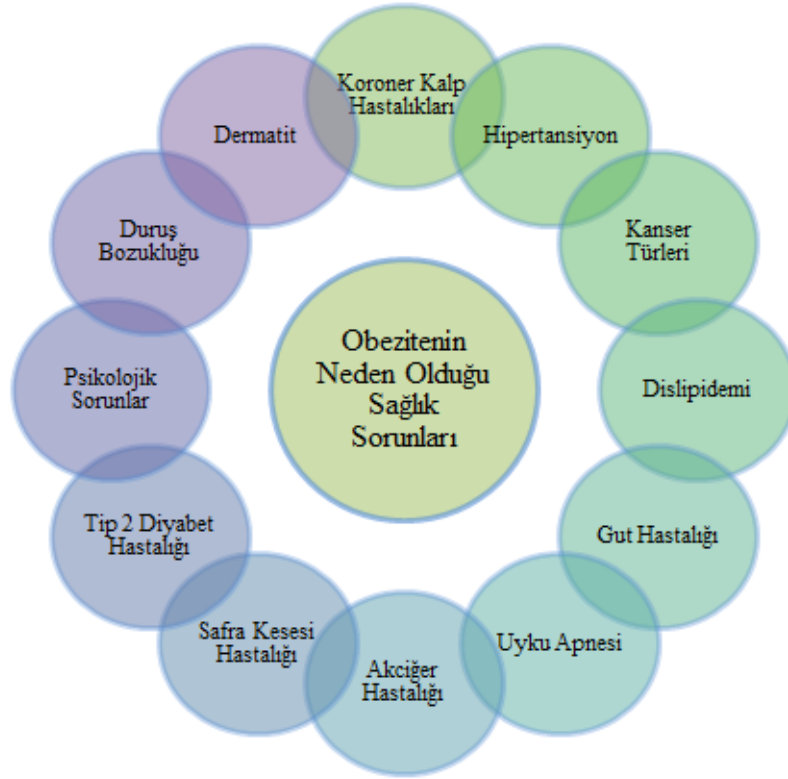 Koroner Kalp
Hastalıkları
Hipertansiyon
Kanser
Türleri
Dislipidemi
Gut Hastalığı
Uyku Apnesi
Akciğer
Hastalığı
Safra Kesesi
Hastalığı
Tip 2 Diyabet
Hastalığı
Psikolojik
Sorunlar
Duruş
Bozukluğu
Dermatit
Obezitenin
Neden Olduğu
Sağlık
Sorunları